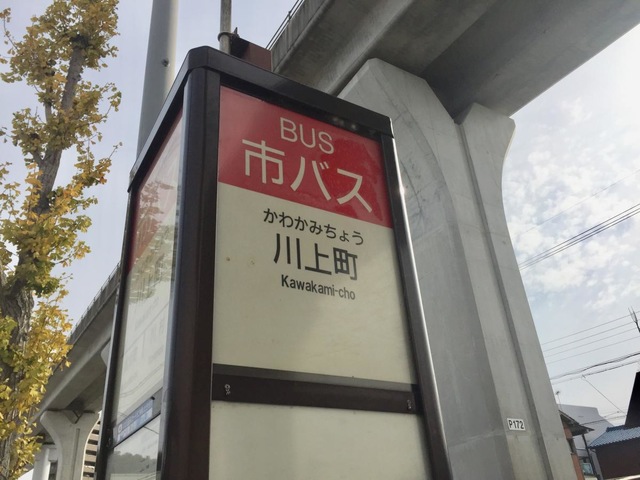 BUS
市バス
かわかみちょう
川上町
Kawakami-cho
P172